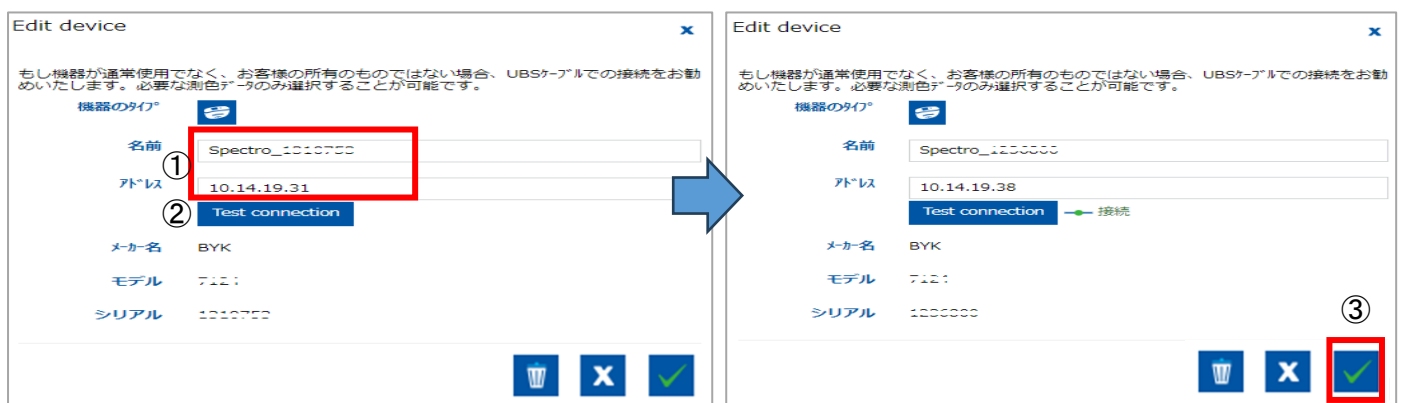 Edit device
x
もし機器が通常使用でなく、お客様の所有のものではない場合、UBSｹｰﾌﾞﾙでの接続をお勧
めいたします。必要な測色ﾃﾞｰﾀのみ選択することが可能です。
機器のﾀｲﾌﾟ
①
名前
Spectro_
ｱﾄﾞﾚｽ
10.14.19.31
②
Test connection
ﾒｰｶｰ名
BYK
モデル
シリアル
X
Edit device
x
もし機器が通常使用でなく、お客様の所有のものではない場合、UBSｹｰﾌﾞﾙでの接続をお勧
めいたします。必要な測色ﾃﾞｰﾀのみ選択することが可能です。
機器のﾀｲﾌﾟ
名前
Spectro_
ｱﾄﾞﾚｽ
10.14.19.38
Test connection
接続
ﾒｰｶｰ名
BYK
モデル
シリアル
③
X